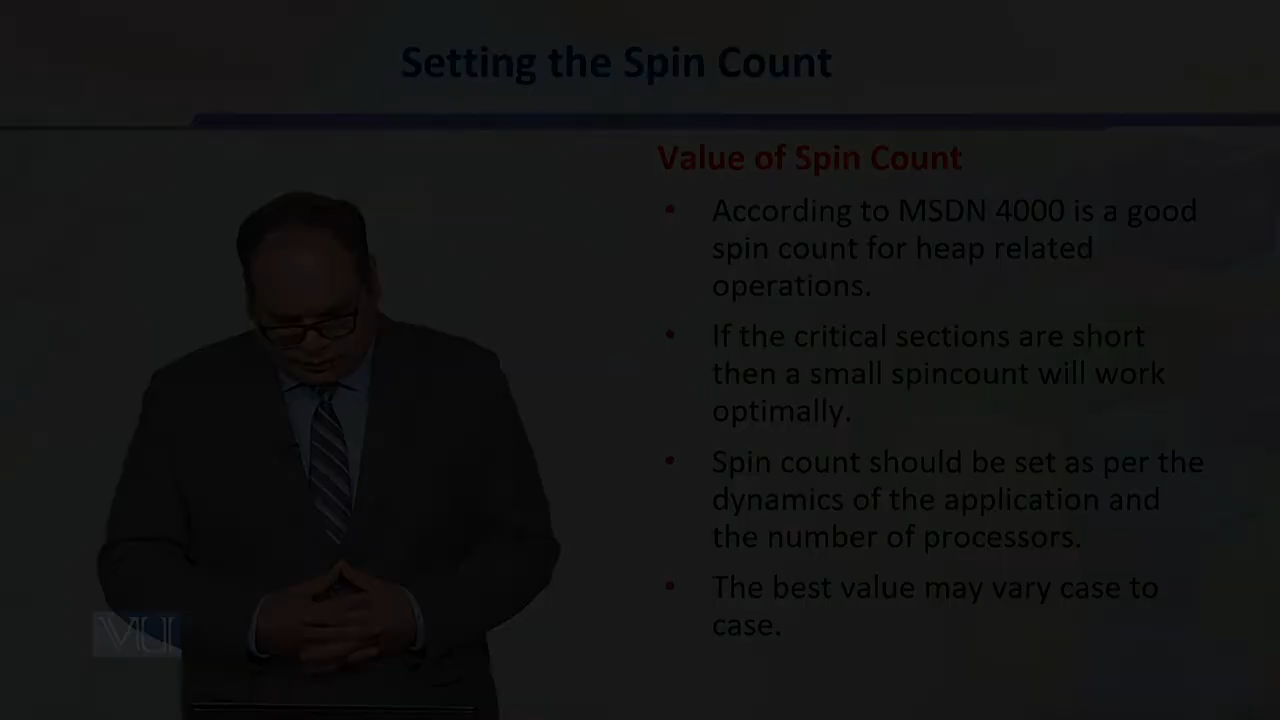 Setting the Spin Count
Value of Spin Count
• According to MSDN 4000 is a good
spin count for heap related
operations.
• If the critical sections are short
then a small spincount will work
optimally.
• Spin count should be set as per the
dynamics of the application and
the number of processors.
• The best value may vary case to
case.
VU